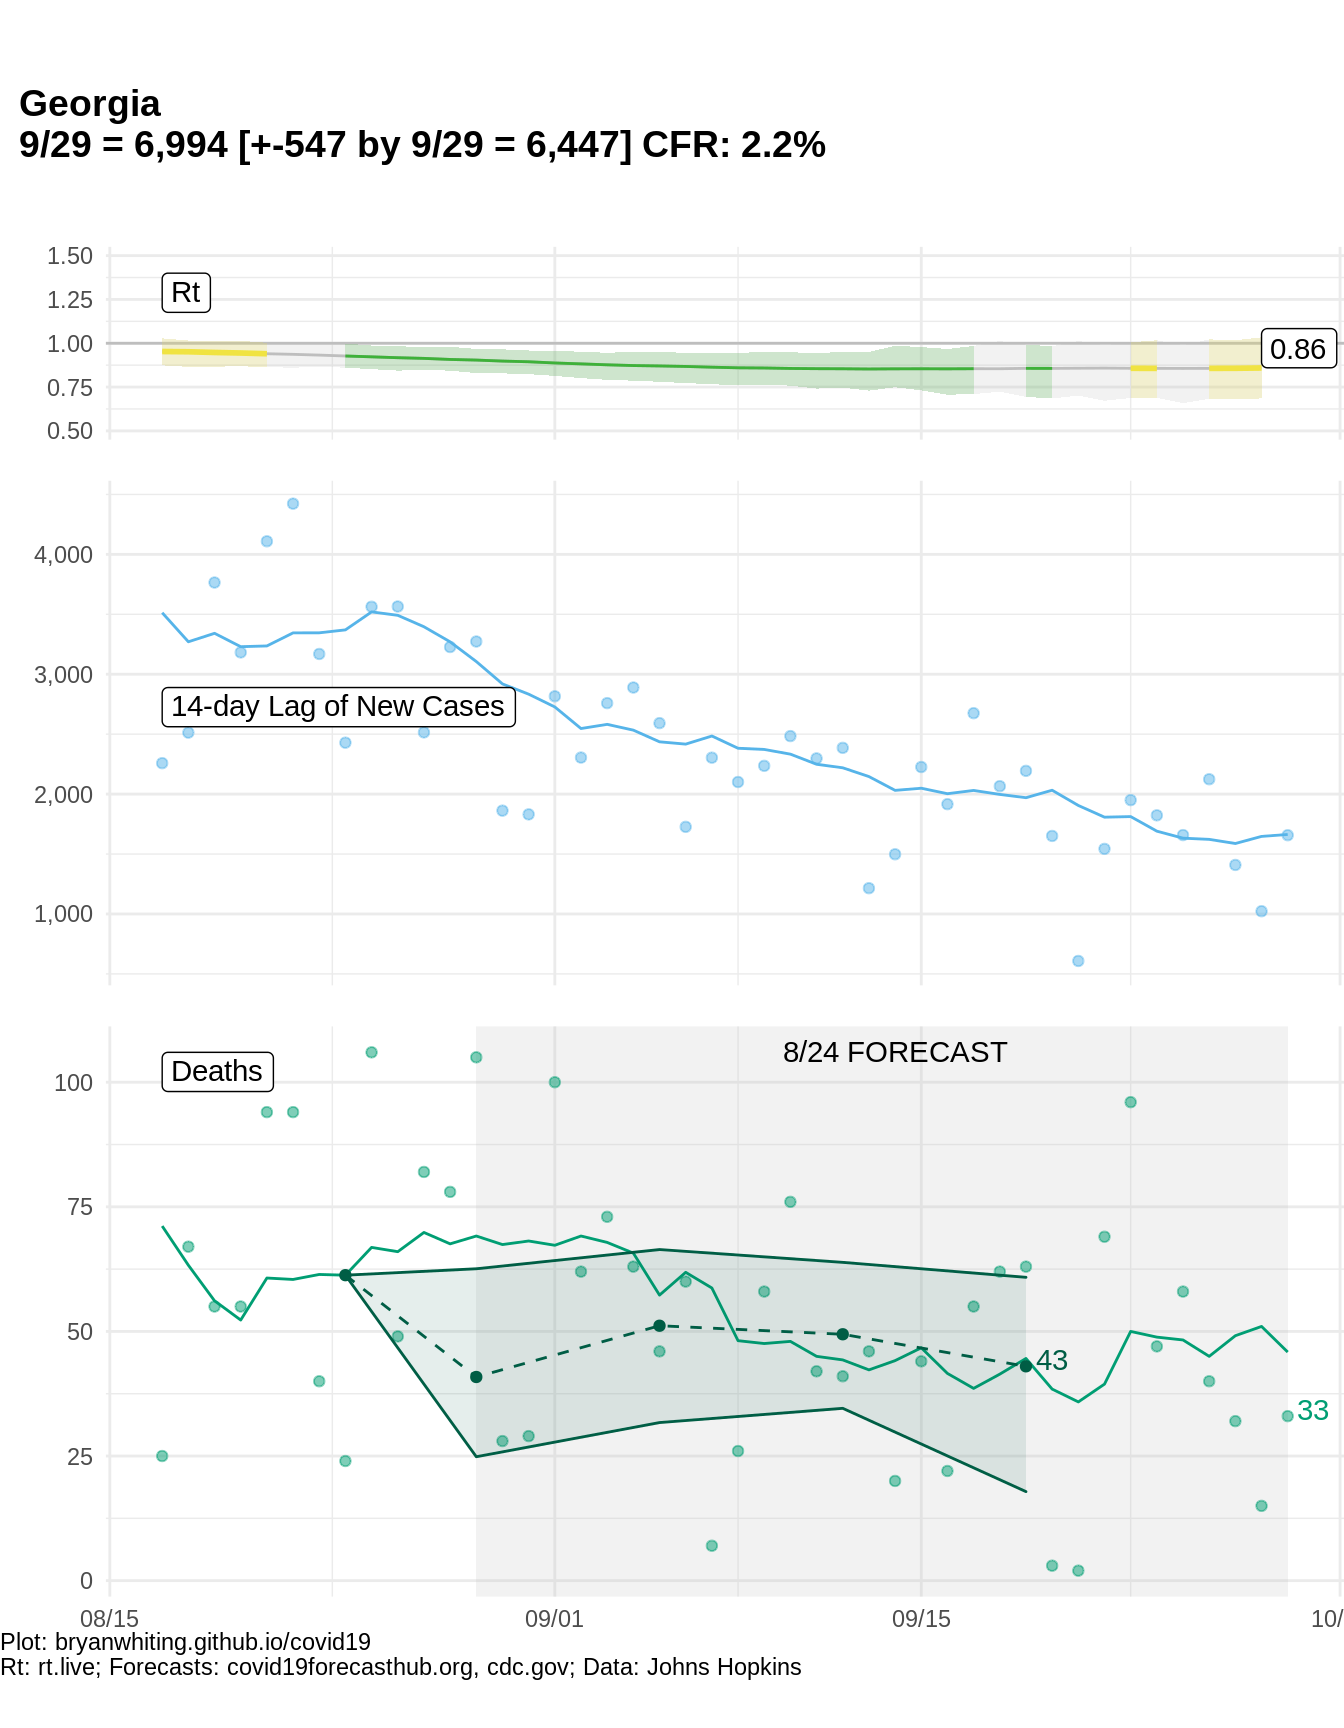 Georgia
9/29 = 6,994 [+-547 by 9/29 = 6,447] CFR: 2.2%
1.50
Rt
1.25
1.00
0.86
0.75
0.50
4,000
3,000
14-day Lag of New Cases
2,000
1,000
8/24 FORECAST
Deaths
100
75
50
43
33
25
0
08/15
09/01
09/15
10/
Plot: bryanwhiting.github.io/covid19
Rt: rt.live; Forecasts: covid19forecasthub.org, cdc.gov; Data: Johns Hopkins